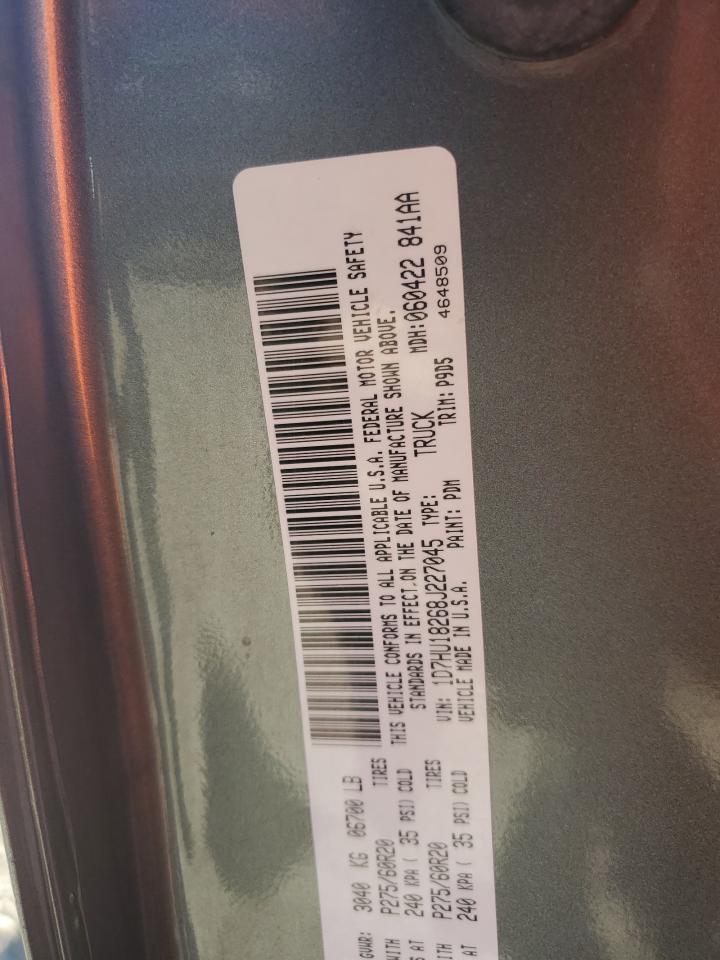 GVWR: 3040 KG 06700 LB
WITH P275/60R20 TIRES
S AT 240 KPA ( 35 PSI) COLD
ITH P275/60R20 TIRES
AT 240 KPA ( 35 PSI) COLD
THIS VEHICLE CONFORMS TO ALL APPLICABLE U.S.A. FEDERAL MOTOR VEHICLE SAFETY
STANDARDS IN EFFECT ON THE DATE OF MANUFACTURE SHOWN ABOVE.
VIN: 1D7HU18268J227045 TYPE: TRUCK MDH:060422 841AA
VEHICLE MADE IN U.S.A. PAINT: PDM TRIM: P9D5 4648509